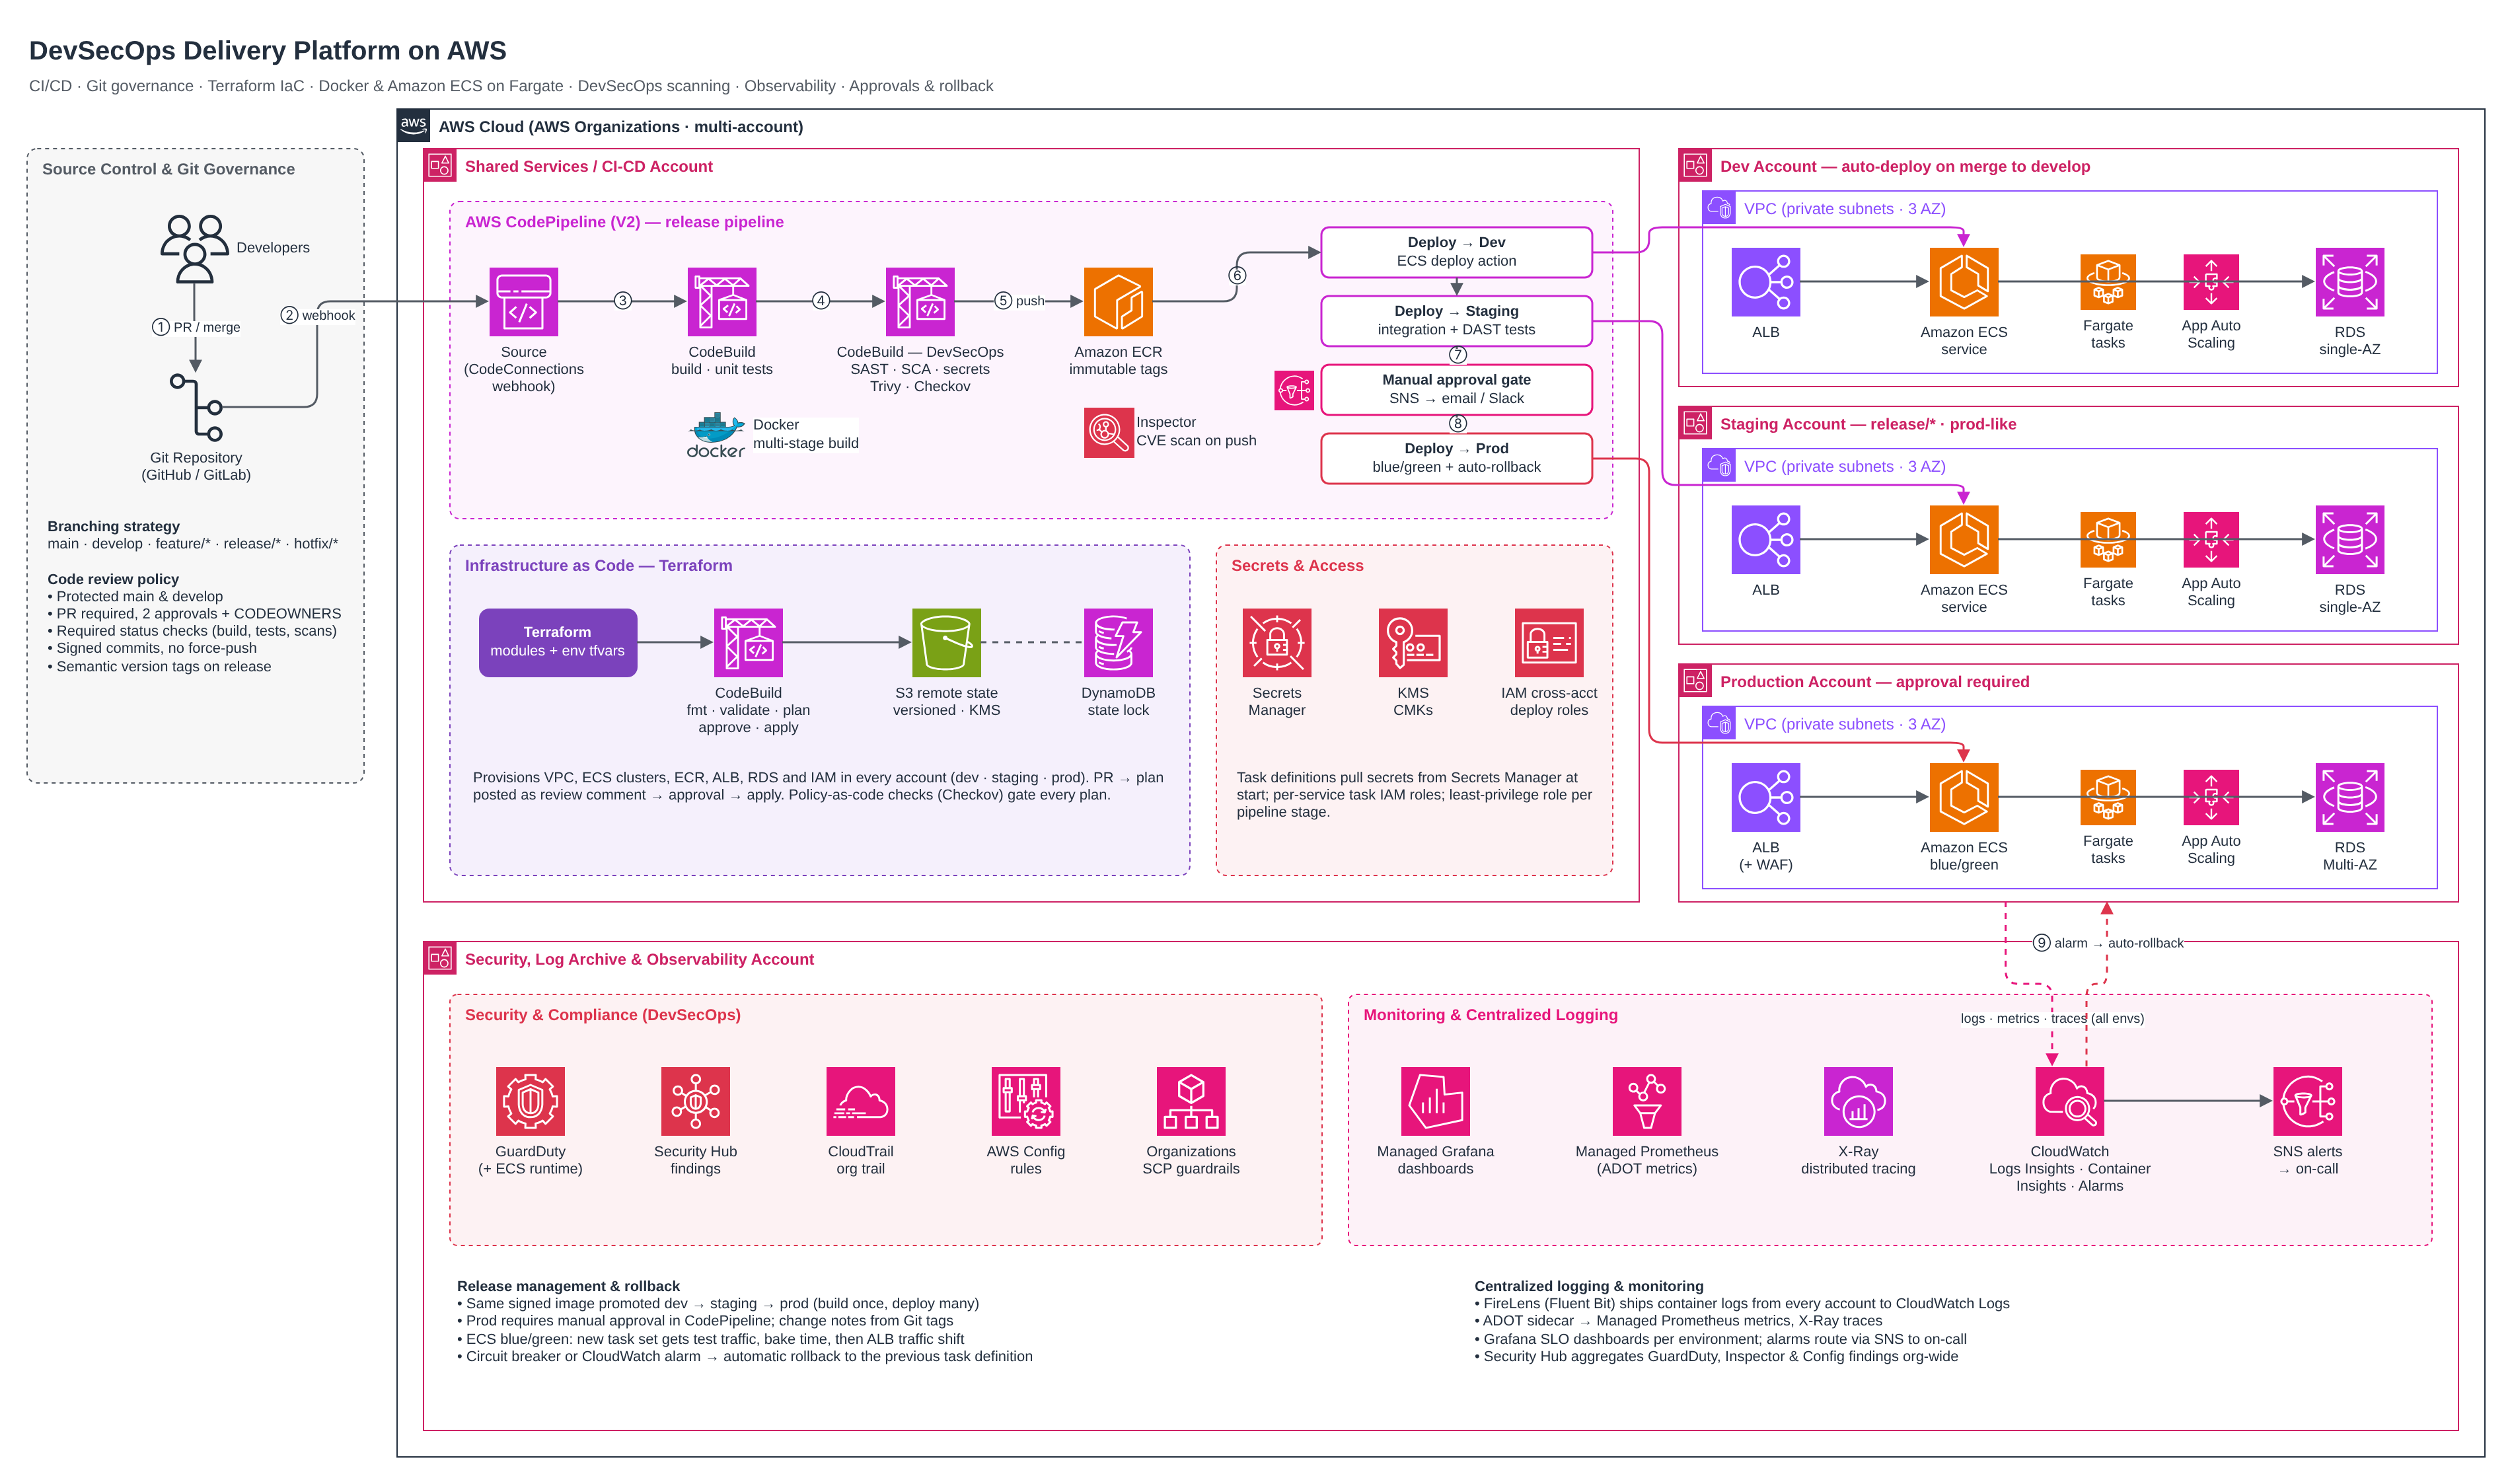 DevSecOps Delivery Platform on AWS
CI/CD · Git governance · Terraform IaC · Docker & Amazon ECS on Fargate · DevSecOps scanning · Observability · Approvals & rollback
aws
AWS Cloud (AWS Organizations · multi-account)
Source Control & Git Governance
Developers
① PR / merge
② webhook
Git Repository
(GitHub / GitLab)
Branching strategy
main · develop · feature/* · release/* · hotfix/*
Code review policy
• Protected main & develop
• PR required, 2 approvals + CODEOWNERS
• Required status checks (build, tests, scans)
• Signed commits, no force-push
• Semantic version tags on release
Shared Services / CI-CD Account
AWS CodePipeline (V2) — release pipeline
Source
(CodeConnections
webhook)
③
CodeBuild
build · unit tests
④
CodeBuild — DevSecOps
SAST · SCA · secrets
Trivy · Checkov
⑤ push
Amazon ECR
immutable tags
docker
Docker
multi-stage build
Inspector
CVE scan on push
⑥
Deploy → Dev
ECS deploy action
Deploy → Staging
integration + DAST tests
⑦
Manual approval gate
SNS → email / Slack
⑧
Deploy → Prod
blue/green + auto-rollback
Infrastructure as Code — Terraform
Terraform
modules + env tfvars
CodeBuild
fmt · validate · plan
approve · apply
S3 remote state
versioned · KMS
DynamoDB
state lock
Provisions VPC, ECS clusters, ECR, ALB, RDS and IAM in every account (dev · staging · prod). PR → plan
posted as review comment → approval → apply. Policy-as-code checks (Checkov) gate every plan.
Secrets & Access
Secrets
Manager
KMS
CMKs
IAM cross-acct
deploy roles
Task definitions pull secrets from Secrets Manager at
start; per-service task IAM roles; least-privilege role per
pipeline stage.
Dev Account — auto-deploy on merge to develop
VPC (private subnets · 3 AZ)
ALB
Amazon ECS
service
Fargate
tasks
App Auto
Scaling
RDS
single-AZ
Staging Account — release/* · prod-like
VPC (private subnets · 3 AZ)
ALB
Amazon ECS
service
Fargate
tasks
App Auto
Scaling
RDS
single-AZ
Production Account — approval required
VPC (private subnets · 3 AZ)
ALB
(+ WAF)
Amazon ECS
blue/green
Fargate
tasks
App Auto
Scaling
RDS
Multi-AZ
⑨ alarm → auto-rollback
Security, Log Archive & Observability Account
Security & Compliance (DevSecOps)
GuardDuty
(+ ECS runtime)
Security Hub
findings
CloudTrail
org trail
AWS Config
rules
Organizations
SCP guardrails
Monitoring & Centralized Logging
logs · metrics · traces (all envs)
Managed Grafana
dashboards
Managed Prometheus
(ADOT metrics)
X-Ray
distributed tracing
CloudWatch
Logs Insights · Container
Insights · Alarms
SNS alerts
→ on-call
Release management & rollback
• Same signed image promoted dev → staging → prod (build once, deploy many)
• Prod requires manual approval in CodePipeline; change notes from Git tags
• ECS blue/green: new task set gets test traffic, bake time, then ALB traffic shift
• Circuit breaker or CloudWatch alarm → automatic rollback to the previous task definition
Centralized logging & monitoring
• FireLens (Fluent Bit) ships container logs from every account to CloudWatch Logs
• ADOT sidecar → Managed Prometheus metrics, X-Ray traces
• Grafana SLO dashboards per environment; alarms route via SNS to on-call
• Security Hub aggregates GuardDuty, Inspector & Config findings org-wide